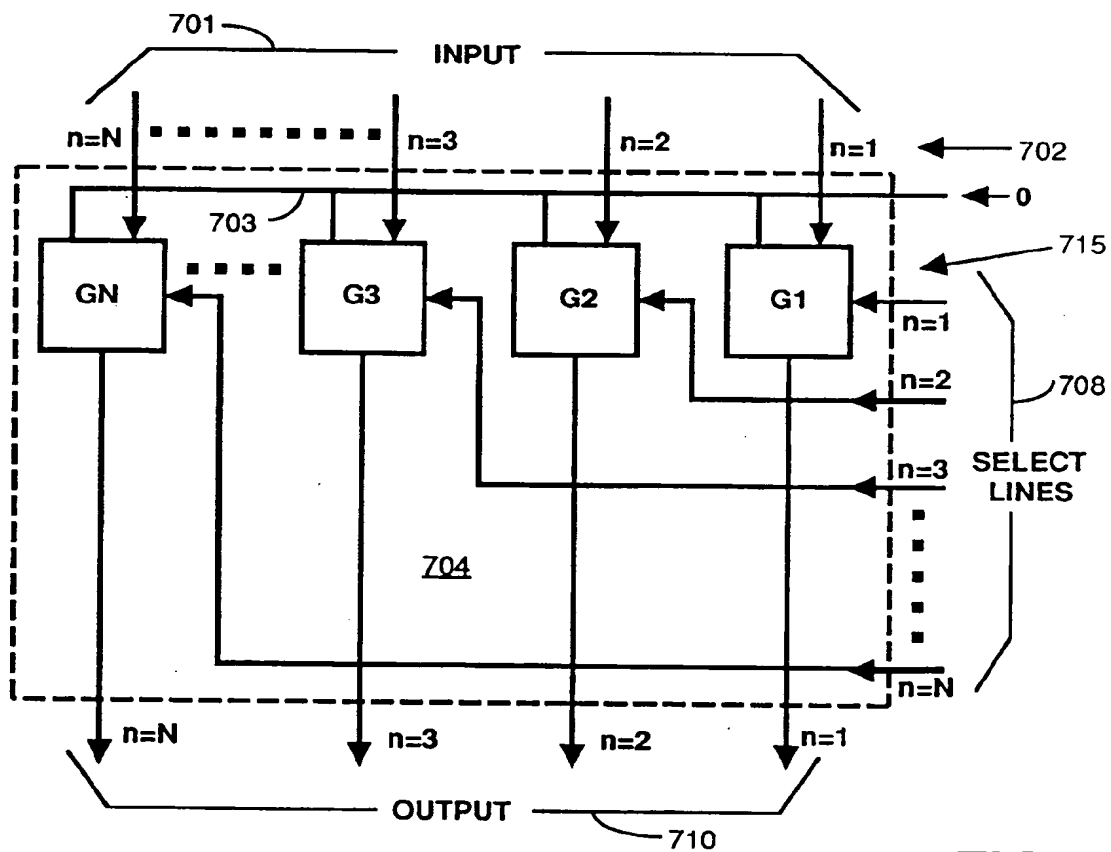 701
INPUT
n=N n=3 n=2 n=1
702
703
0
715
GN G3 G2 G1
n=1
n=2
708
n=3
SELECT
LINES
704
n=N
n=N n=3 n=2 n=1
OUTPUT
710